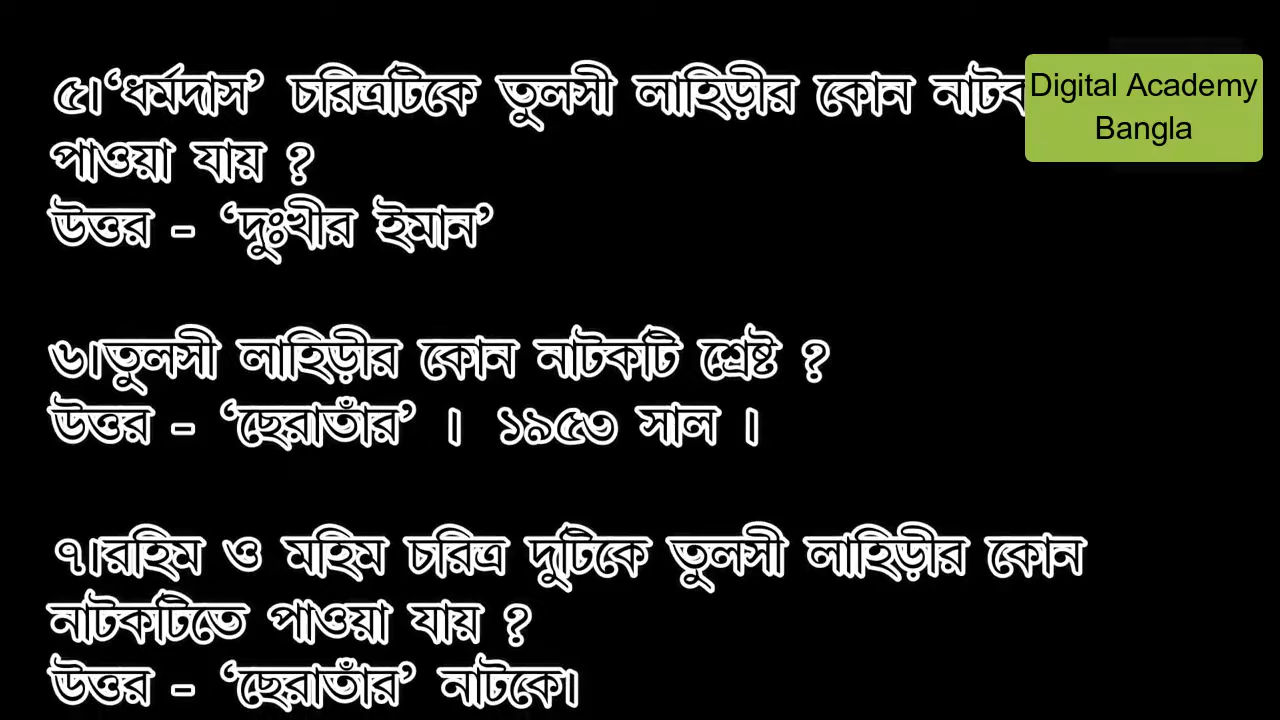 ৫।‘ধর্মদাস’ চরিত্রটিকে তুলসী লাহিড়ীর কোন
পাওয়া যায় ?
উত্তর – ‘দুঃখীর ইমান’
৬।তুলসী লাহিড়ীর কোন নাটকটি শ্রেষ্ট ?
উত্তর – ‘ছেরাতাঁর’ । ১৯৫৩ সাল ।
৭।রহিম ও মহিম চরিত্র দুটিকে তুলসী লাহিড়ীর কোন
নাটকটিতে পাওয়া যায় ?
উত্তর – ‘ছেরাতাঁর’ নাটকে।
Digital Academy
Bangla